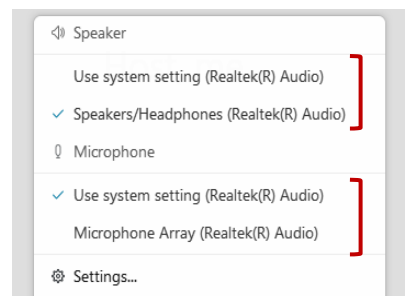 Speaker
Use system setting (Realtek(R) Audio)
Speakers/Headphones (Realtek(R) Audio)
Microphone
Use system setting (Realtek(R) Audio)
Microphone Array (Realtek(R) Audio)
Settings...